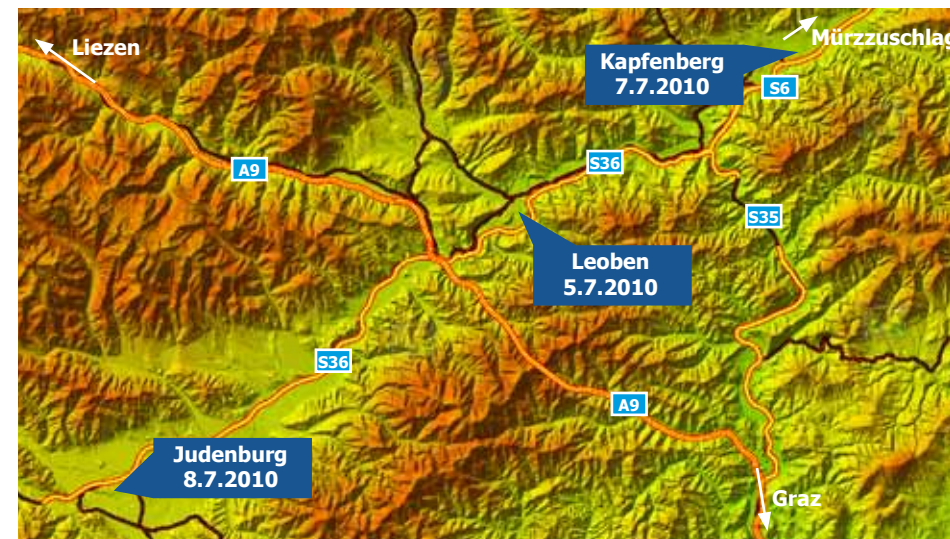 Liezen
Mürzzuschlag
Kapfenberg
7.7.2010
S6
A9
S36
S35
Leoben
5.7.2010
S36
A9
Judenburg
8.7.2010
Graz